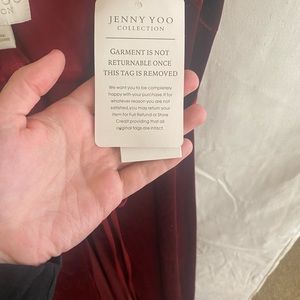 JENNY YOO
COLLECTION
GARMENT IS NOT
RETURNABLE ONCE
THIS TAG IS REMOVED
We want you to be completely
happy with your purchase. If for
whatever reason you are not
satisfied, you may return your
item for Full Refund or Store
Credit providing that all
original tags are intact.